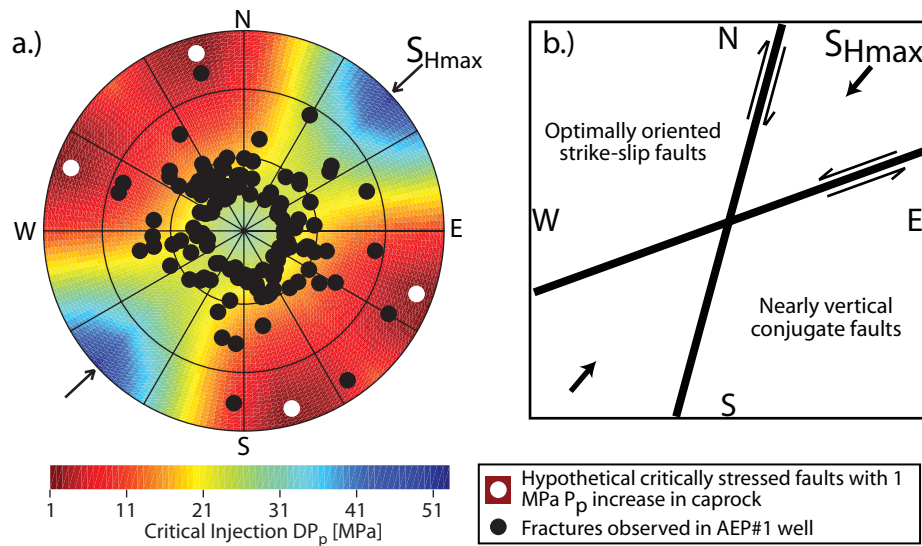 a.)
N
S
Hmax
W
E
S
1
11
21
31
41
51
Critical Injection DPp [MPa]
b.)
N
SHmax
Optimally oriented
strike-slip faults
W
E
Nearly vertical
conjugate faults
S
Hypothetical critically stressed faults with 1
MPa Pp increase in caprock
Fractures observed in AEP#1 well